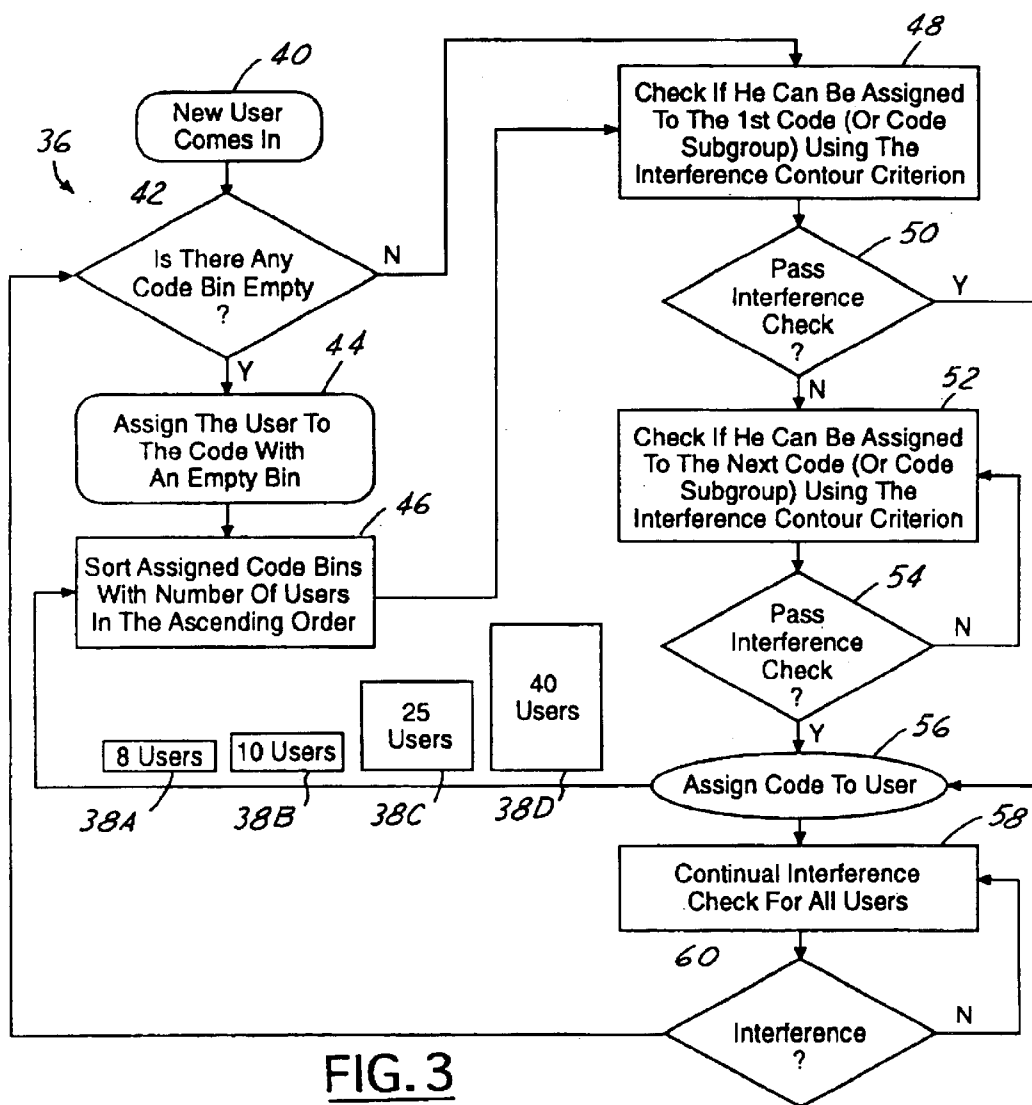 40
New User
Comes In
36
42
Is There Any
Code Bin Empty
?
N
Y
44
Assign The User To
The Code With
An Empty Bin
46
Sort Assigned Code Bins
With Number Of Users
In The Ascending Order
8 Users
10 Users
25
Users
40
Users
38A
38B
38C
38D
48
Check If He Can Be Assigned
To The 1st Code (Or Code
Subgroup) Using The
Interference Contour Criterion
50
Pass
Interference
Check
?
Y
N
52
Check If He Can Be Assigned
To The Next Code (Or Code
Subgroup) Using The
Interference Contour Criterion
54
Pass
Interference
Check
?
N
Y
56
Assign Code To User
58
Continual Interference
Check For All Users
60
Interference
?
N
FIG. 3